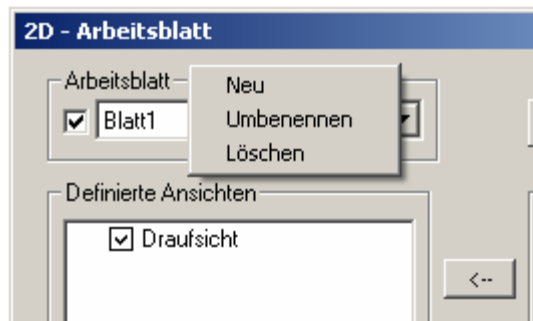 2D - Arbeitsblatt
Arbeitsblatt
Neu
Blatt1
Umbenennen
Löschen
Definierte Ansichten
Draufsicht
<--